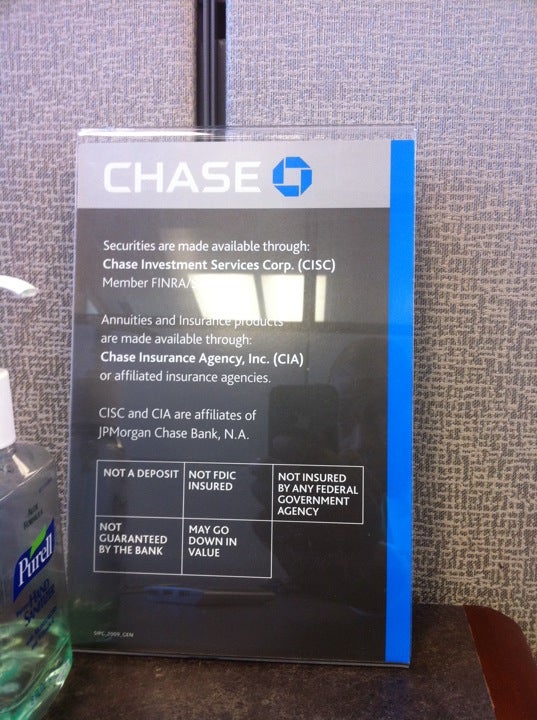 CHASE
Securities are made available through:
Chase Investment Services Corp. (CISC)
Member FINRA/
Annuities and Insurance products
are made available through:
Chase Insurance Agency, Inc. (CIA)
or affiliated insurance agencies.
CISC and CIA are affiliates of
JPMorgan Chase Bank, N.A.
NOT A DEPOSIT
NOT FDIC
INSURED
NOT INSURED
BY ANY FEDERAL
GOVERNMENT
AGENCY
NOT
GUARANTEED
BY THE BANK
MAY GO
DOWN IN
VALUE
Purell
HAND
SANITIZER